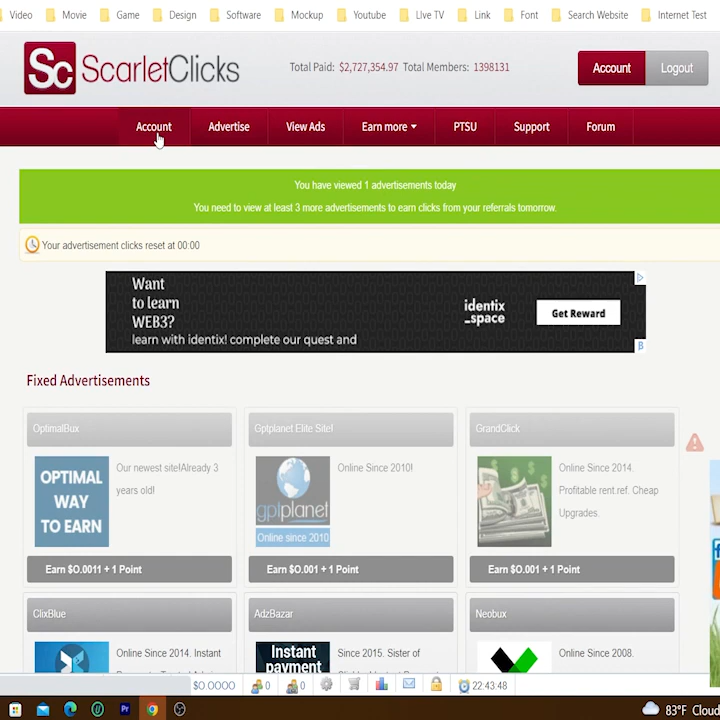 Video Movie Game Design Software Mockup Youtube LIve TV Link Font Search Website Internet Test
Sc ScarletClicks Total Paid: $2,727,354.97 Total Members: 1398131 Account Logout
Account Advertise View Ads Earn more PTSU Support Forum
You have viewed 1 advertisements today
You need to view at least 3 more advertisements to earn clicks from your referrals tomorrow.
Your advertisement clicks reset at 00:00
Want
to learn
WEB3?
learn with identix! complete our quest and
identix
_space
Get Reward
Fixed Advertisements
OptimalBux
OPTIMAL
WAY
TO EARN
Our newest site!Already 3
years old!
Earn $O.0011 + 1 Point
Gptplanet Elite Site!
gptplanet
Online since 2010
Online Since 2010!
Earn $O.001 + 1 Point
GrandClick
Online Since 2014.
Profitable rent.ref. Cheap
Upgrades.
Earn $O.001 + 1 Point
ClixBlue
Online Since 2014. Instant
AdzBazar
Instant
payment
Since 2015. Sister of
Neobux
Online Since 2008.
$O.OOOO 0 0 22:43:48
Pr 83°F Cloud